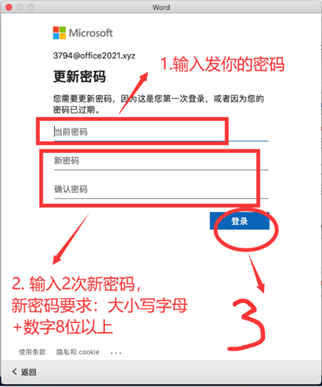 Word
Microsoft
3794@office2021.xyz
更新密码
1.输入发你的密码
您需要更新密码，因为这是您第一次登录，或者因为您的
密码已过期。
当前密码
新密码
确认密码
登录
2. 输入2次新密码，
新密码要求：大小写字母
+数字8位以上
3
使用条款 隐私和 cookie ···
返回